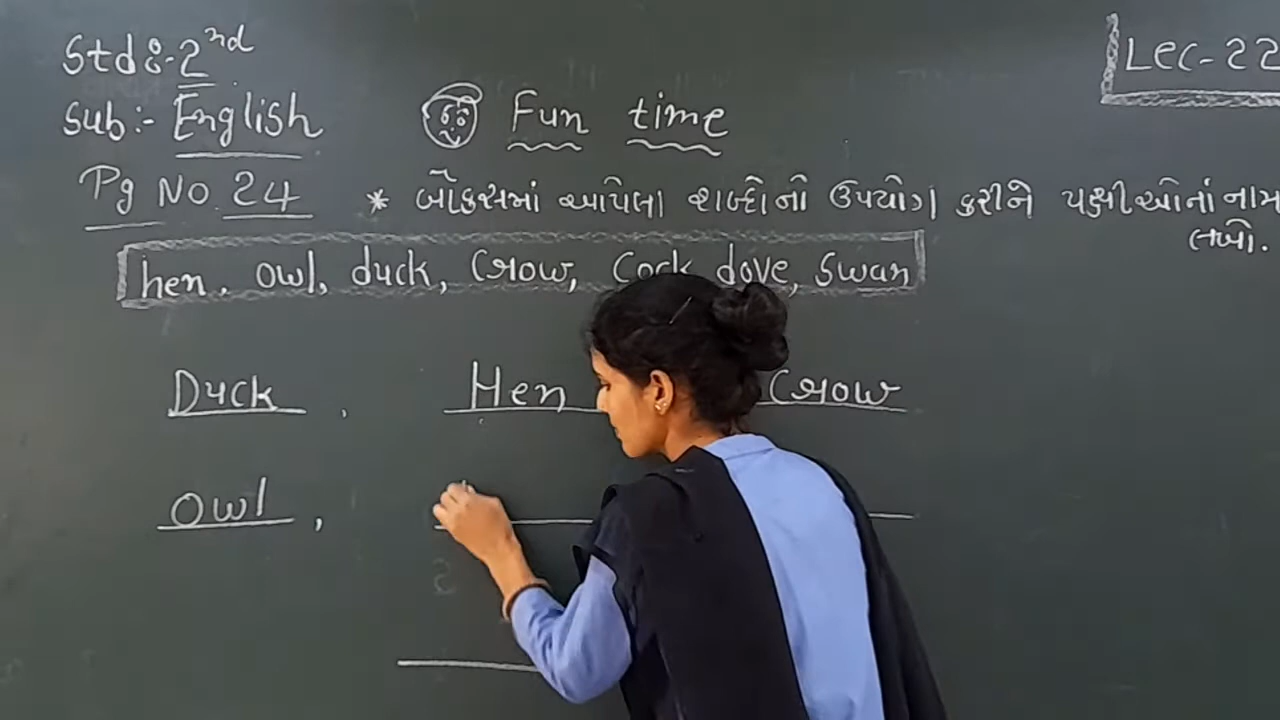 Std:- 2nd
Lec-22
Sub:- English
Fun time
Pg No. 24
* બોક્સમાં આપેલા શબ્દોનો ઉપયોગ કરીને પક્ષીઓનાં નામ
લખો.
hen, owl, duck, Crow, Cock dove, Swan
Duck, Hen Crow
Owl,